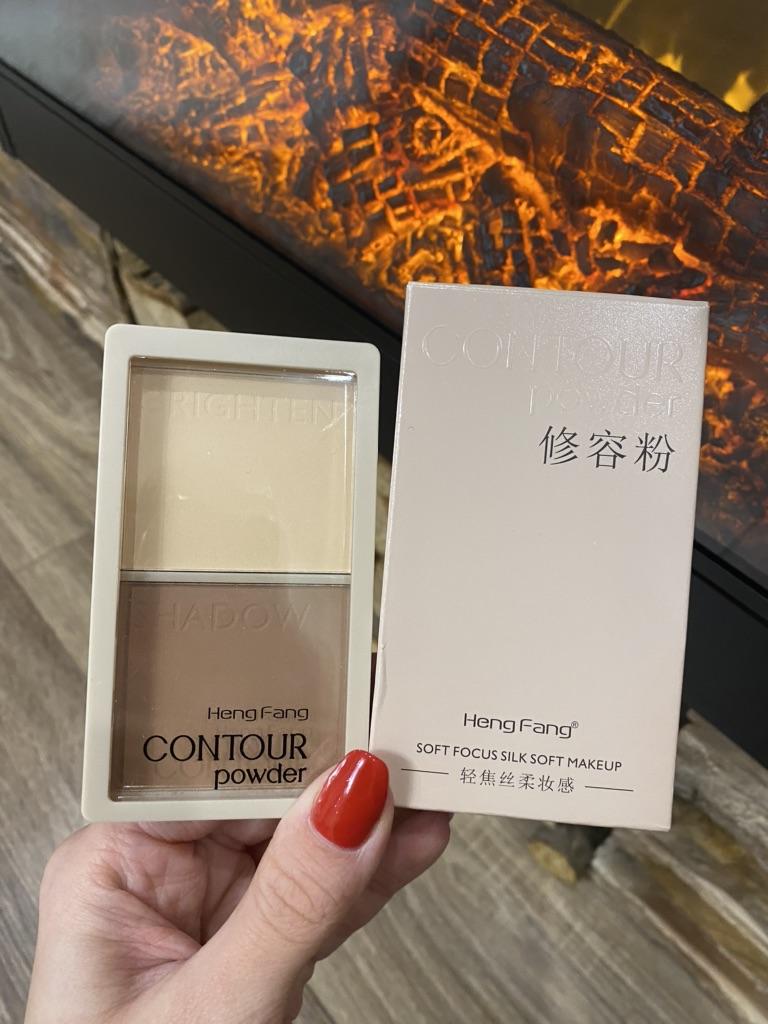 BRIGHTEN
SHADOW
Heng Fang
CONTOUR
powder
CONTOUR
powder
修容粉
Heng Fang®
SOFT FOCUS SILK SOFT MAKEUP
轻焦丝柔妆感